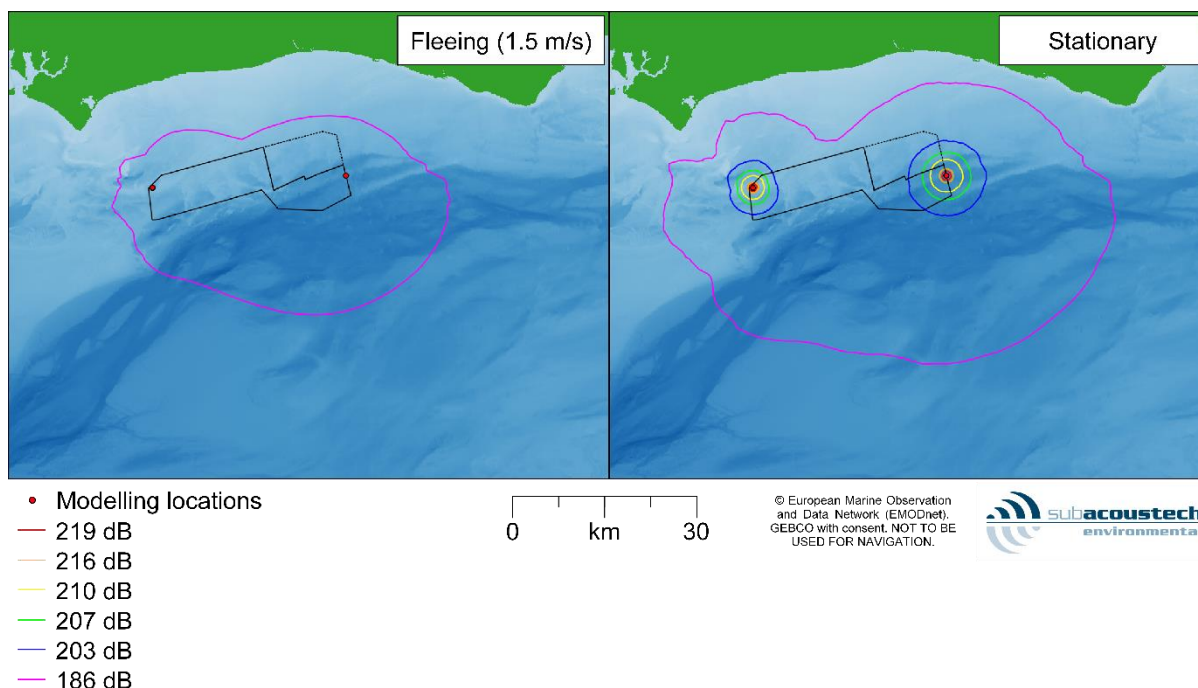 Fleeing (1.5 m/s)
Stationary
Modelling locations
219 dB
216 dB
210 dB
207 dB
203 dB
186 dB
0 km 30
© European Marine Observation
and Data Network (EMODnet).
GEBCO with consent. NOT TO BE
USED FOR NAVIGATION.
subacoustech
environmenta